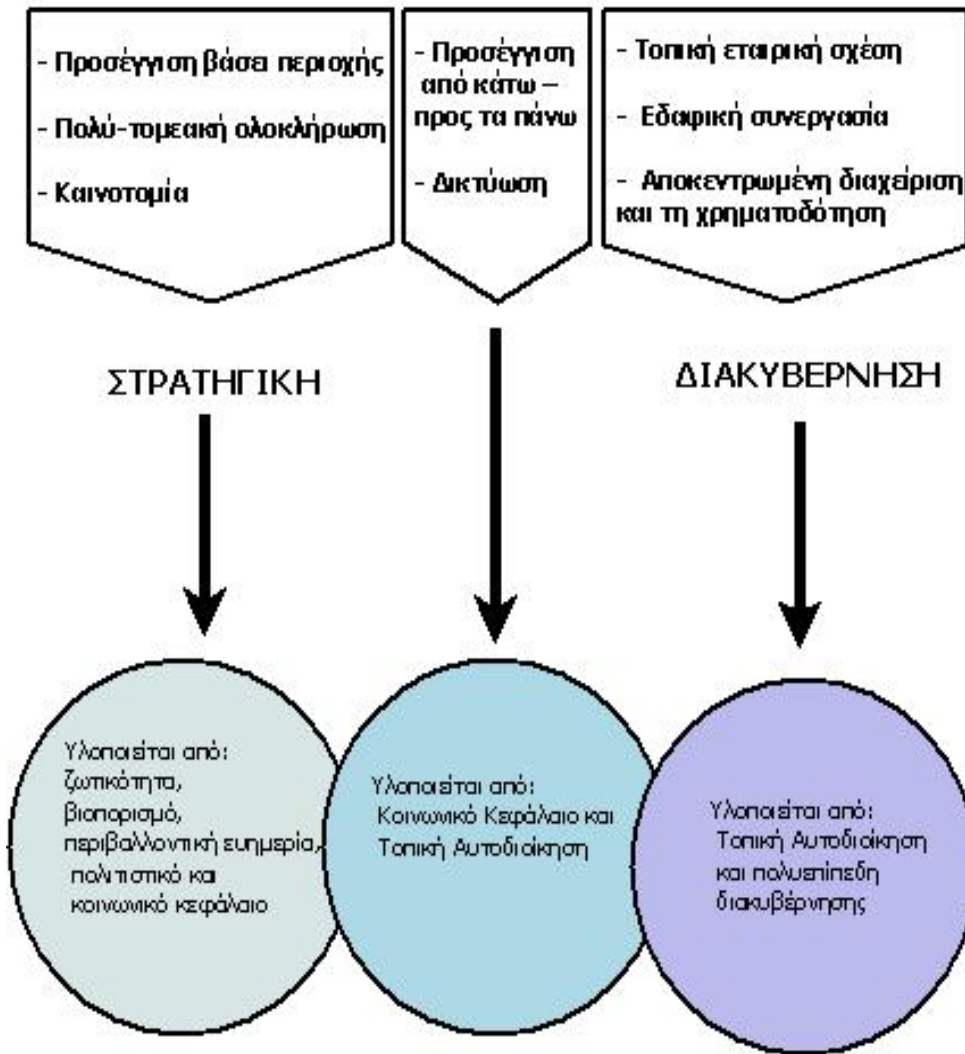 - Προσέγγιση βάσει περιοχής
- Πολύ-τομεακή ολοκλήρωση
- Καινοτομία
- Προσέγγιση
από κάτω –
προς τα πάνω
- Δικτύωση
- Τοπική εταιρική σχέση
- Εδαφική συνεργασία
- Αποκεντρωμένη διαχείριση
και τη χρηματοδότηση
ΣΤΡΑΤΗΓΙΚΗ
ΔΙΑΚΥΒΕΡΝΗΣΗ
Υλοποιείται από:
ζωτικότητα,
βιοπορισμό,
περιβαλλοντική ευημερία,
πολιτιστικό και
κοινωνικό κεφάλαιο
Υλοποιείται από:
Κοινωνικό Κεφάλαιο και
Τοπική Αυτοδιοίκηση
Υλοποιείται από:
Τοπική Αυτοδιοίκηση
και πολυεπίπεδη
διακυβέρνησης